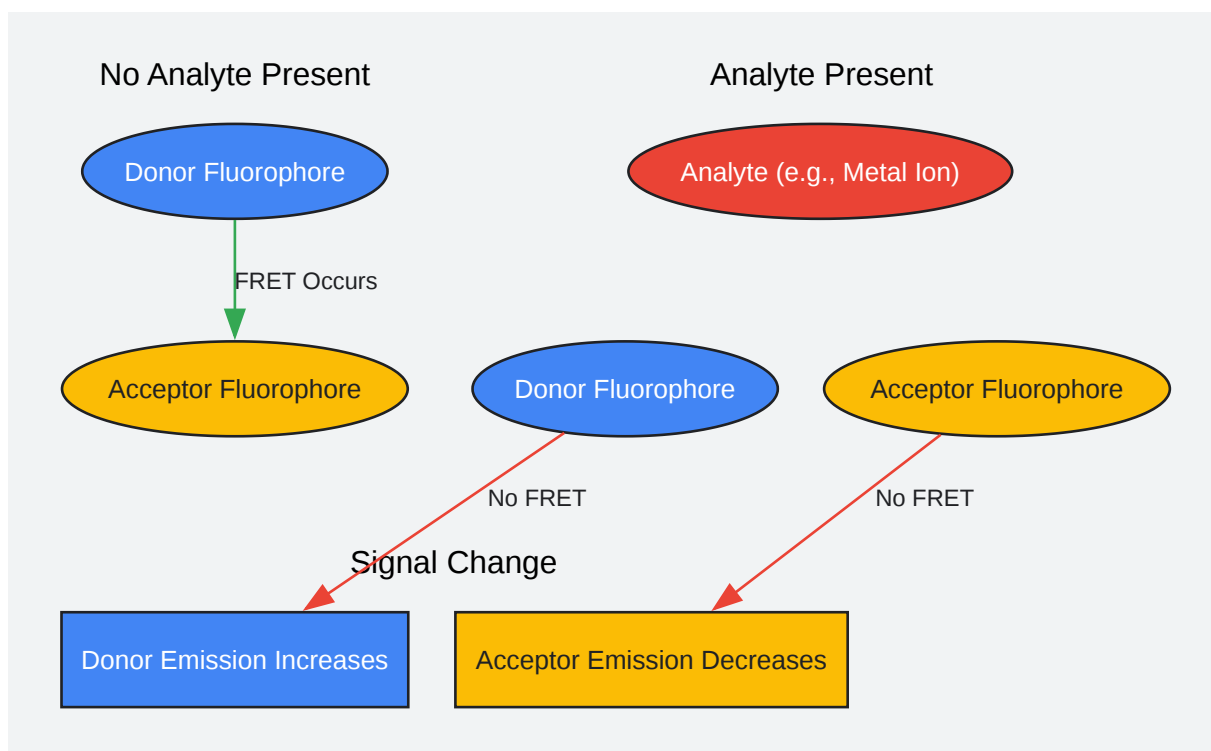 No Analyte Present
Analyte Present
Donor Fluorophore
Analyte (e.g., Metal Ion)
FRET Occurs
Acceptor Fluorophore
Donor Fluorophore
Acceptor Fluorophore
No FRET
No FRET
Signal Change
Donor Emission Increases
Acceptor Emission Decreases